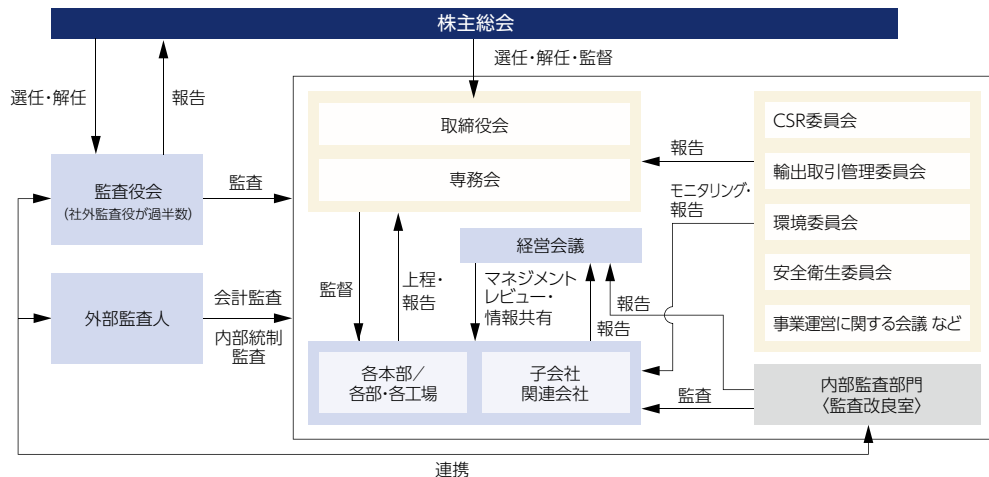 株主総会
選任・解任
報告
選任・解任・監督
取締役会
専務会
CSR委員会
輸出取引管理委員会
環境委員会
安全衛生委員会
事業運営に関する会議 など
報告
モニタリング・
報告
監査役会
(社外監査役が過半数)
監査
経営会議
監督
上程・
報告
マネジメント
レビュー・
情報共有
報告
報告
外部監査人
会計監査
内部統制
監査
各本部/
各部・各工場
子会社
関連会社
監査
内部監査部門
〈監査改良室〉
連携